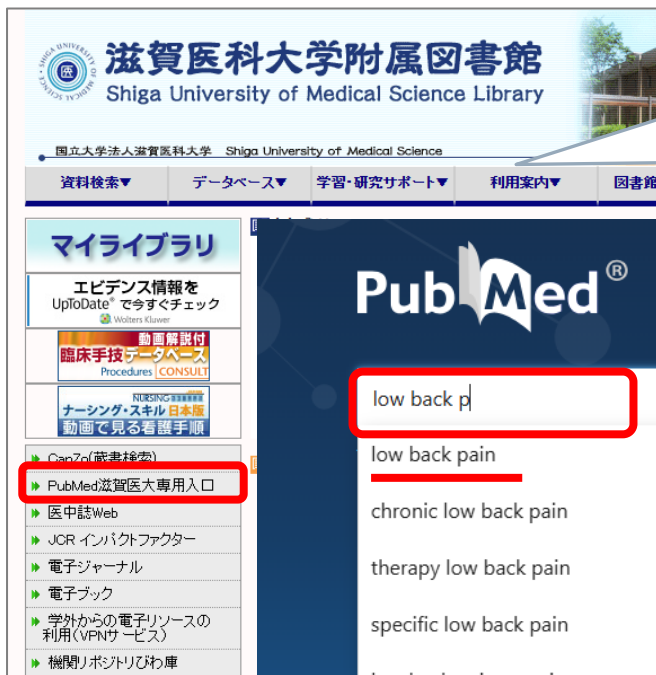 滋賀医科大学附属図書館
Shiga University of Medical Science Library
国立大学法人滋賀医科大学 Shiga University of Medical Science
資料検索▼ データベース▼ 学習・研究サポート▼ 利用案内▼ 図書館
マイライブラリ
エビデンス情報を
UpToDate® で今すぐチェック
Wolters Kluwer
動画解説付
臨床手技データベース
Procedures CONSULT
NURSING
ナーシング・スキル 日本版
動画で見る看護手順
CanZo(蔵書検索)
PubMed滋賀医大専用入口
医中誌Web
JCR インパクトファクター
電子ジャーナル
電子ブック
学外からの電子リソースの
利用(VPNサービス)
機関リポジトリびわ庫
PubMed®
low back p
low back pain
chronic low back pain
therapy low back pain
specific low back pain